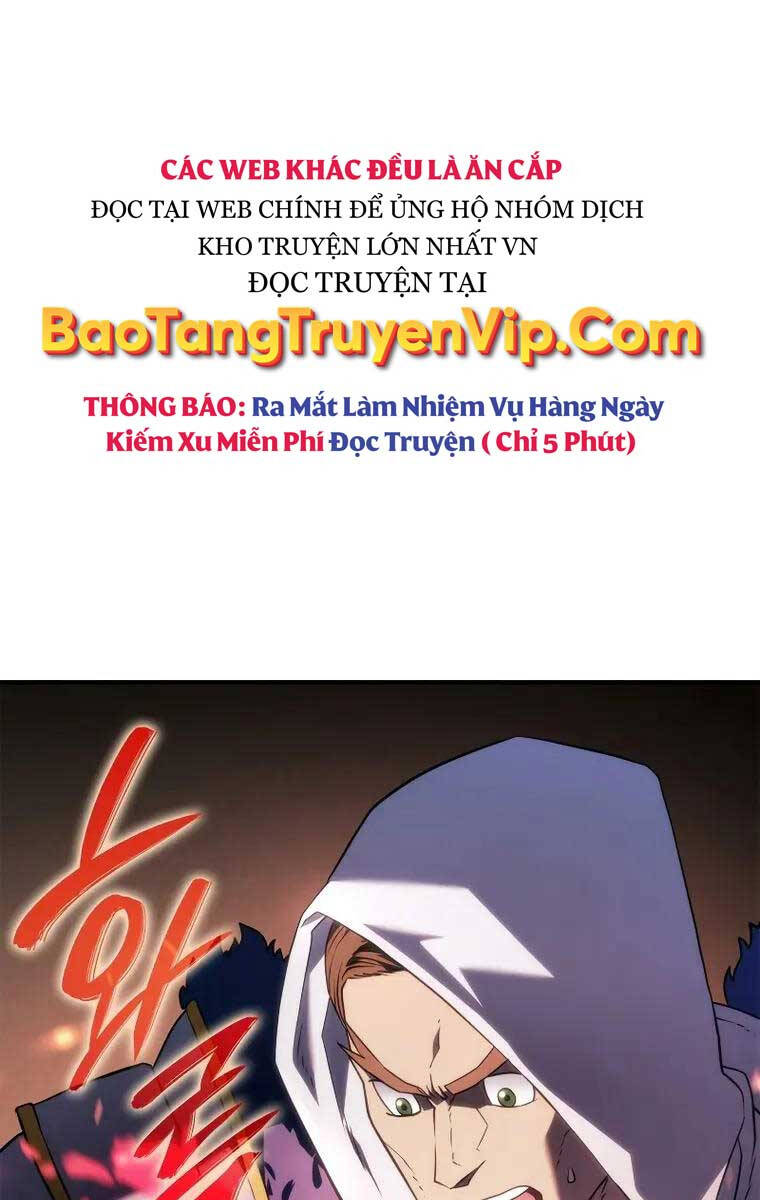 CÁC WEB KHÁC ĐỀU LÀ ĂN CẮP
ĐỌC TẠI WEB CHÍNH ĐỂ ỦNG HỘ NHÓM DỊCH
KHO TRUYỆN LỚN NHẤT VN
ĐỌC TRUYỆN TẠI
BaoTangTruyenVip.Com
THÔNG BÁO: Ra Mắt Làm Nhiệm Vụ Hàng Ngày
Kiếm Xu Miễn Phí Đọc Truyện ( Chỉ 5 Phút)
화